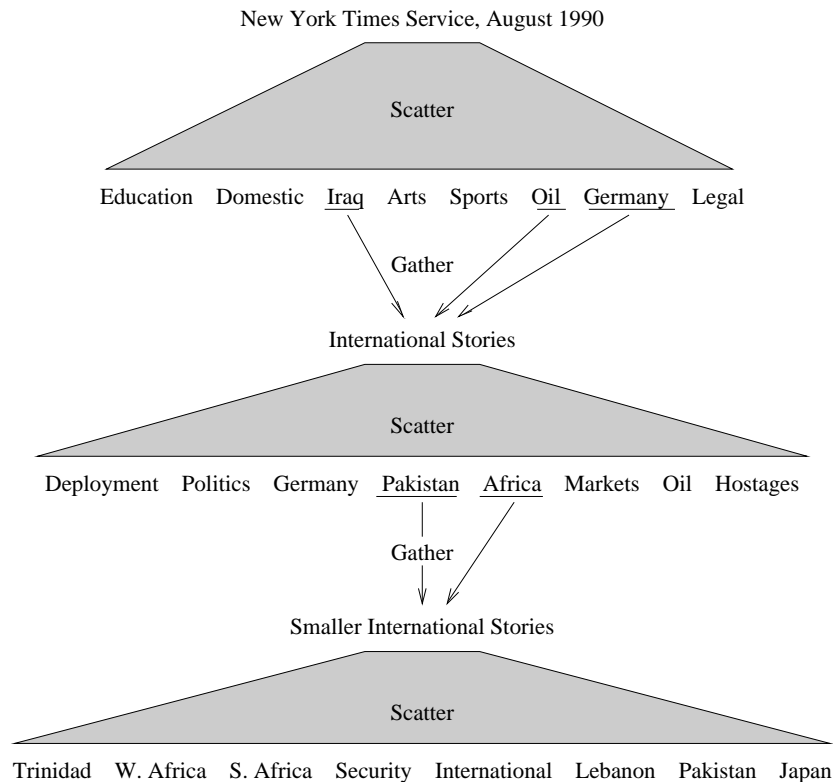 New York Times Service, August 1990
Scatter
Education Domestic Iraq Arts Sports Oil Germany Legal
Gather
International Stories
Scatter
Deployment Politics Germany Pakistan Africa Markets Oil Hostages
Gather
Smaller International Stories
Scatter
Trinidad W. Africa S. Africa Security International Lebanon Pakistan Japan